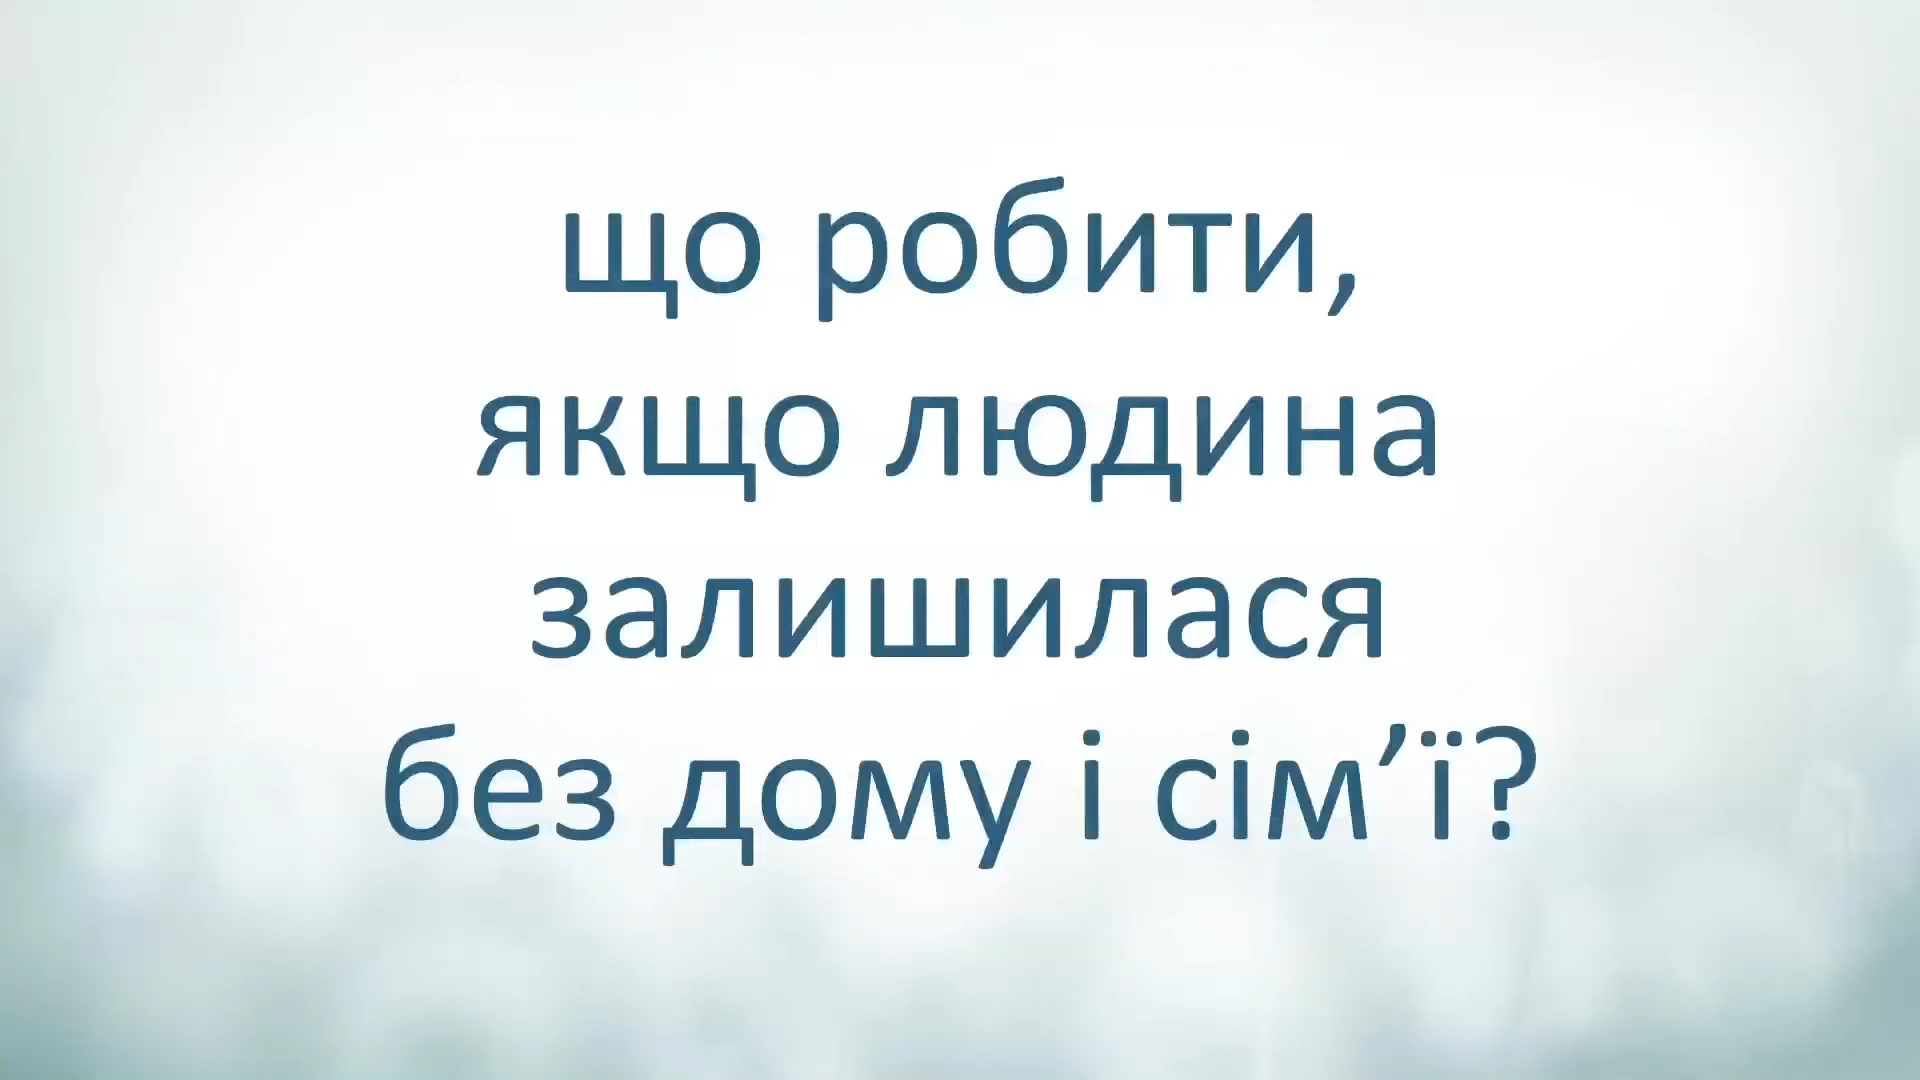 що робити,
якщо людина
залишилася
без дому і сім’ї?